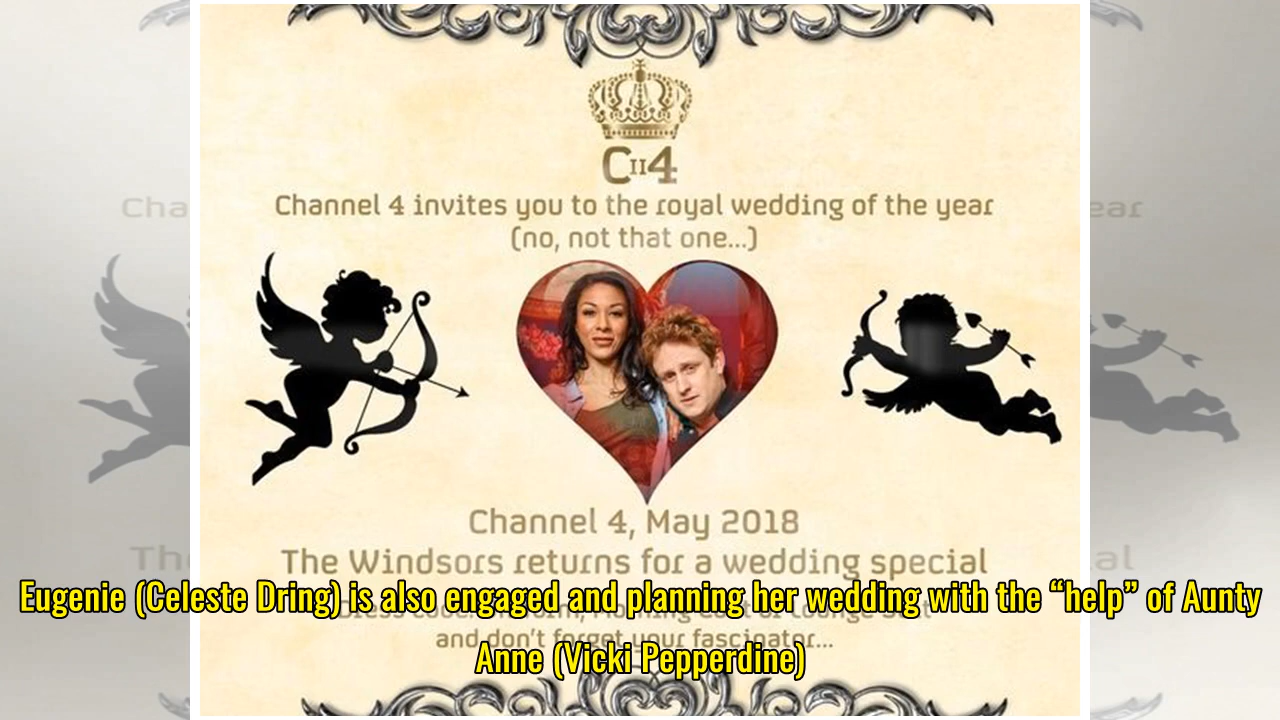 CII4
Channel 4 invites you to the royal wedding of the year
(no, not that one...)
Channel 4, May 2018
The Windsors returns for a wedding special
Eugenie (Celeste Dring) is also engaged and planning her wedding with the “help” of Aunty
and don't forget your fascinator...
Anne (Vicki Pepperdine)